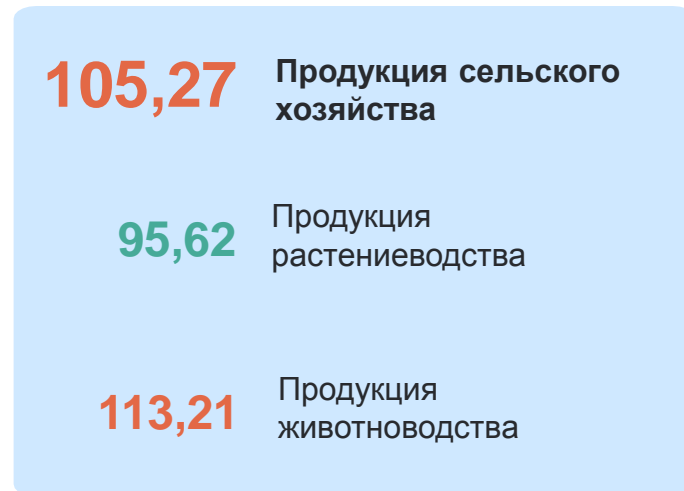 105,27
Продукция сельского
хозяйства
95,62
Продукция
растениеводства
113,21
Продукция
животноводства